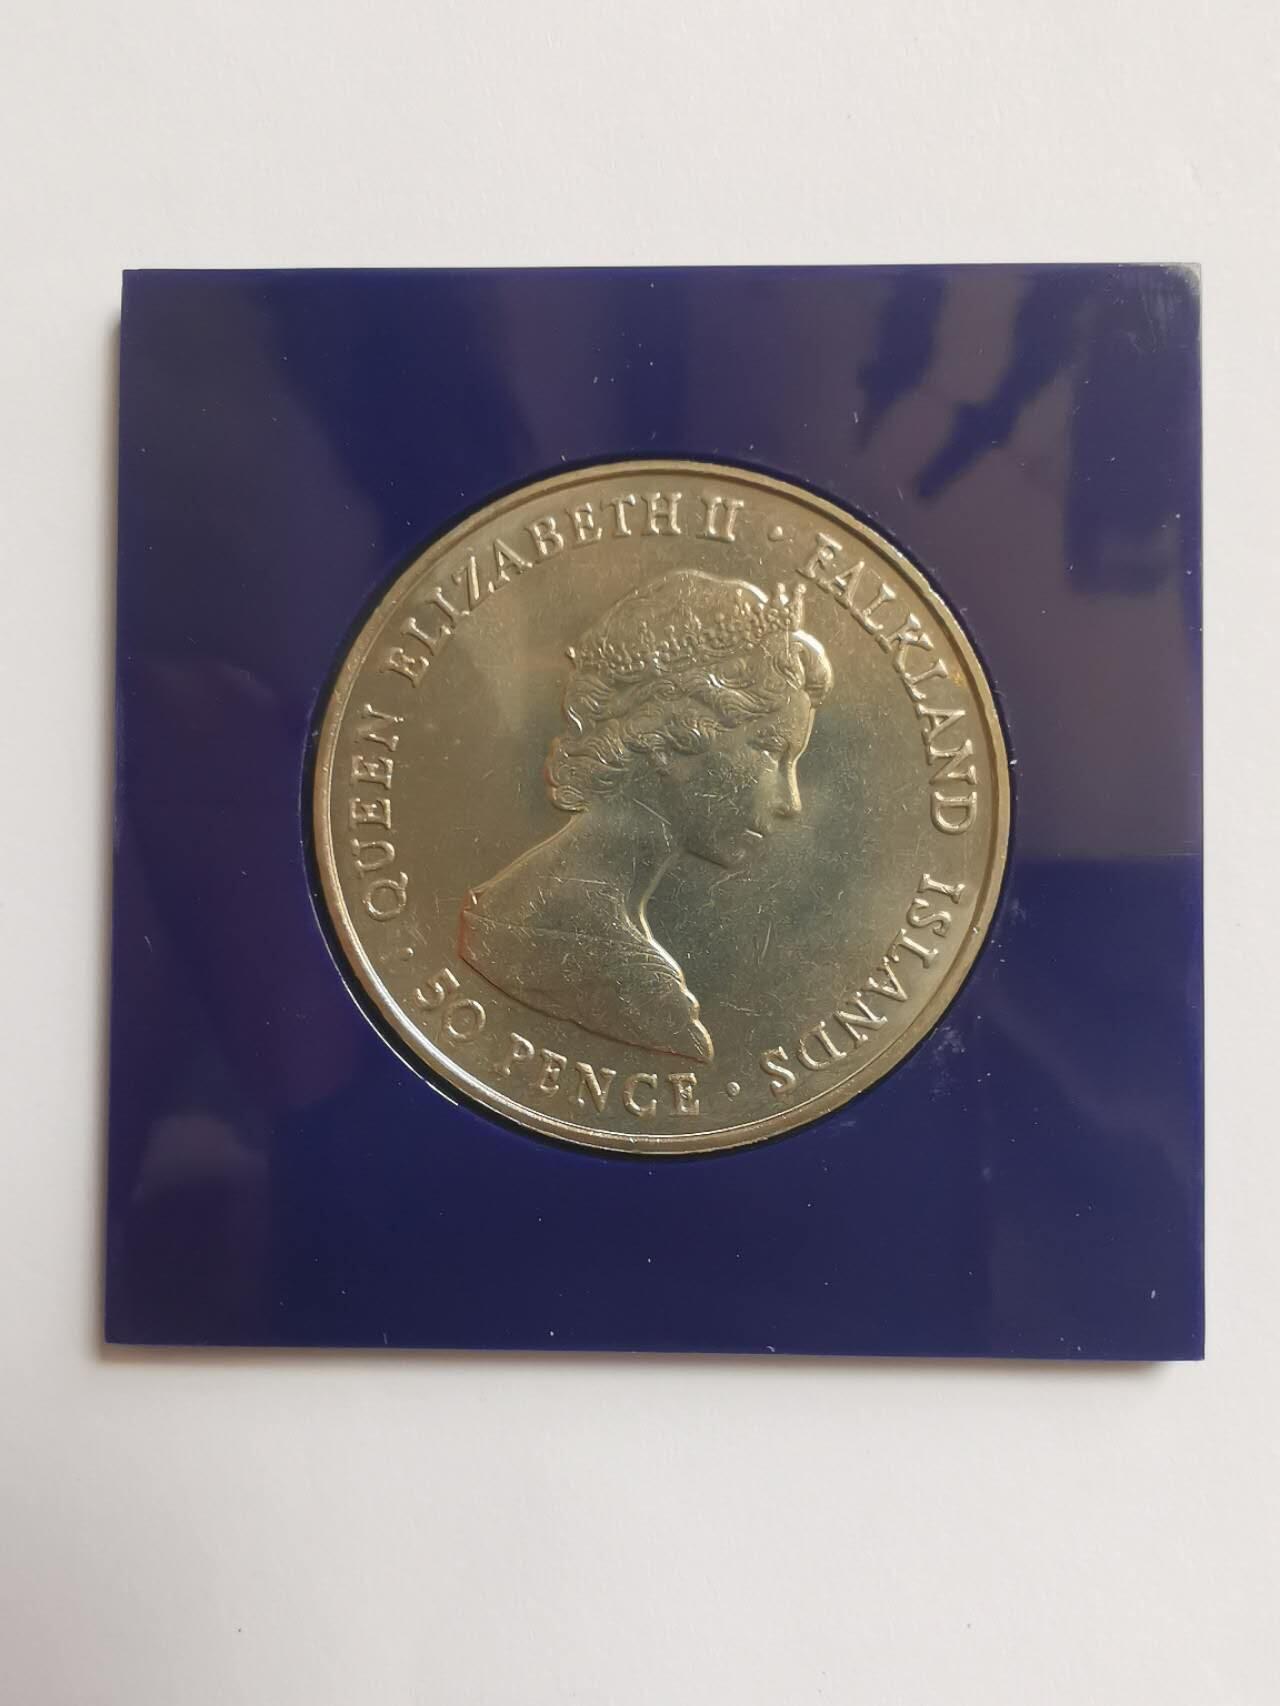 · QUEEN ELIZABETH II · FALKLAND ISLANDS · 50 PENCE